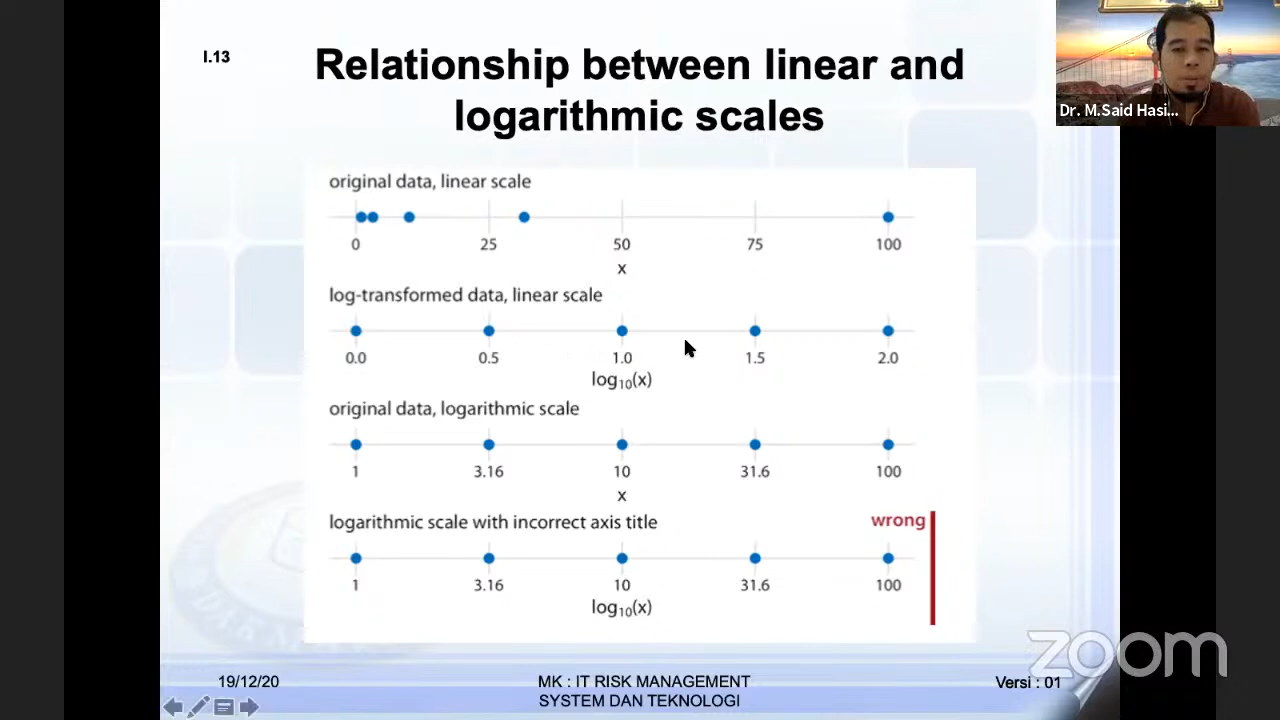 I.13
Relationship between linear and
logarithmic scales
Dr. M.Said Hasi...
original data, linear scale
0 25 50 75 100
x
log-transformed data, linear scale
0.0 0.5 1.0 1.5 2.0
log₁₀(x)
original data, logarithmic scale
1 3.16 10 31.6 100
x
logarithmic scale with incorrect axis title
wrong
1 3.16 10 31.6 100
log₁₀(x)
zoom
19/12/20
MK : IT RISK MANAGEMENT
SYSTEM DAN TEKNOLOGI
Versi : 01